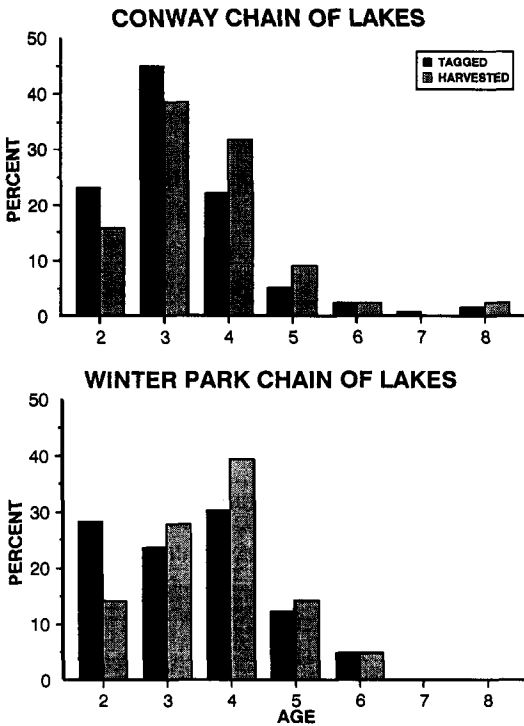 CONWAY CHAIN OF LAKES
TAGGED
HARVESTED
PERCENT
50
40
30
20
10
0
2 3 4 5 6 7 8
WINTER PARK CHAIN OF LAKES
PERCENT
50
40
30
20
10
0
2 3 4 5 6 7 8
AGE